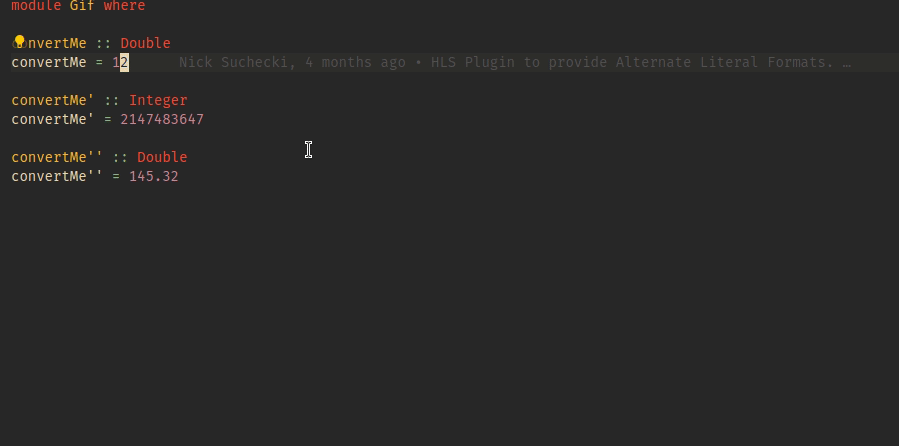 module Gif where
convertMe :: Double
convertMe = 12 Nick Suchecki, 4 months ago • HLS Plugin to provide Alternate Literal Formats. …
convertMe' :: Integer
convertMe' = 2147483647
convertMe'' :: Double
convertMe'' = 145.32